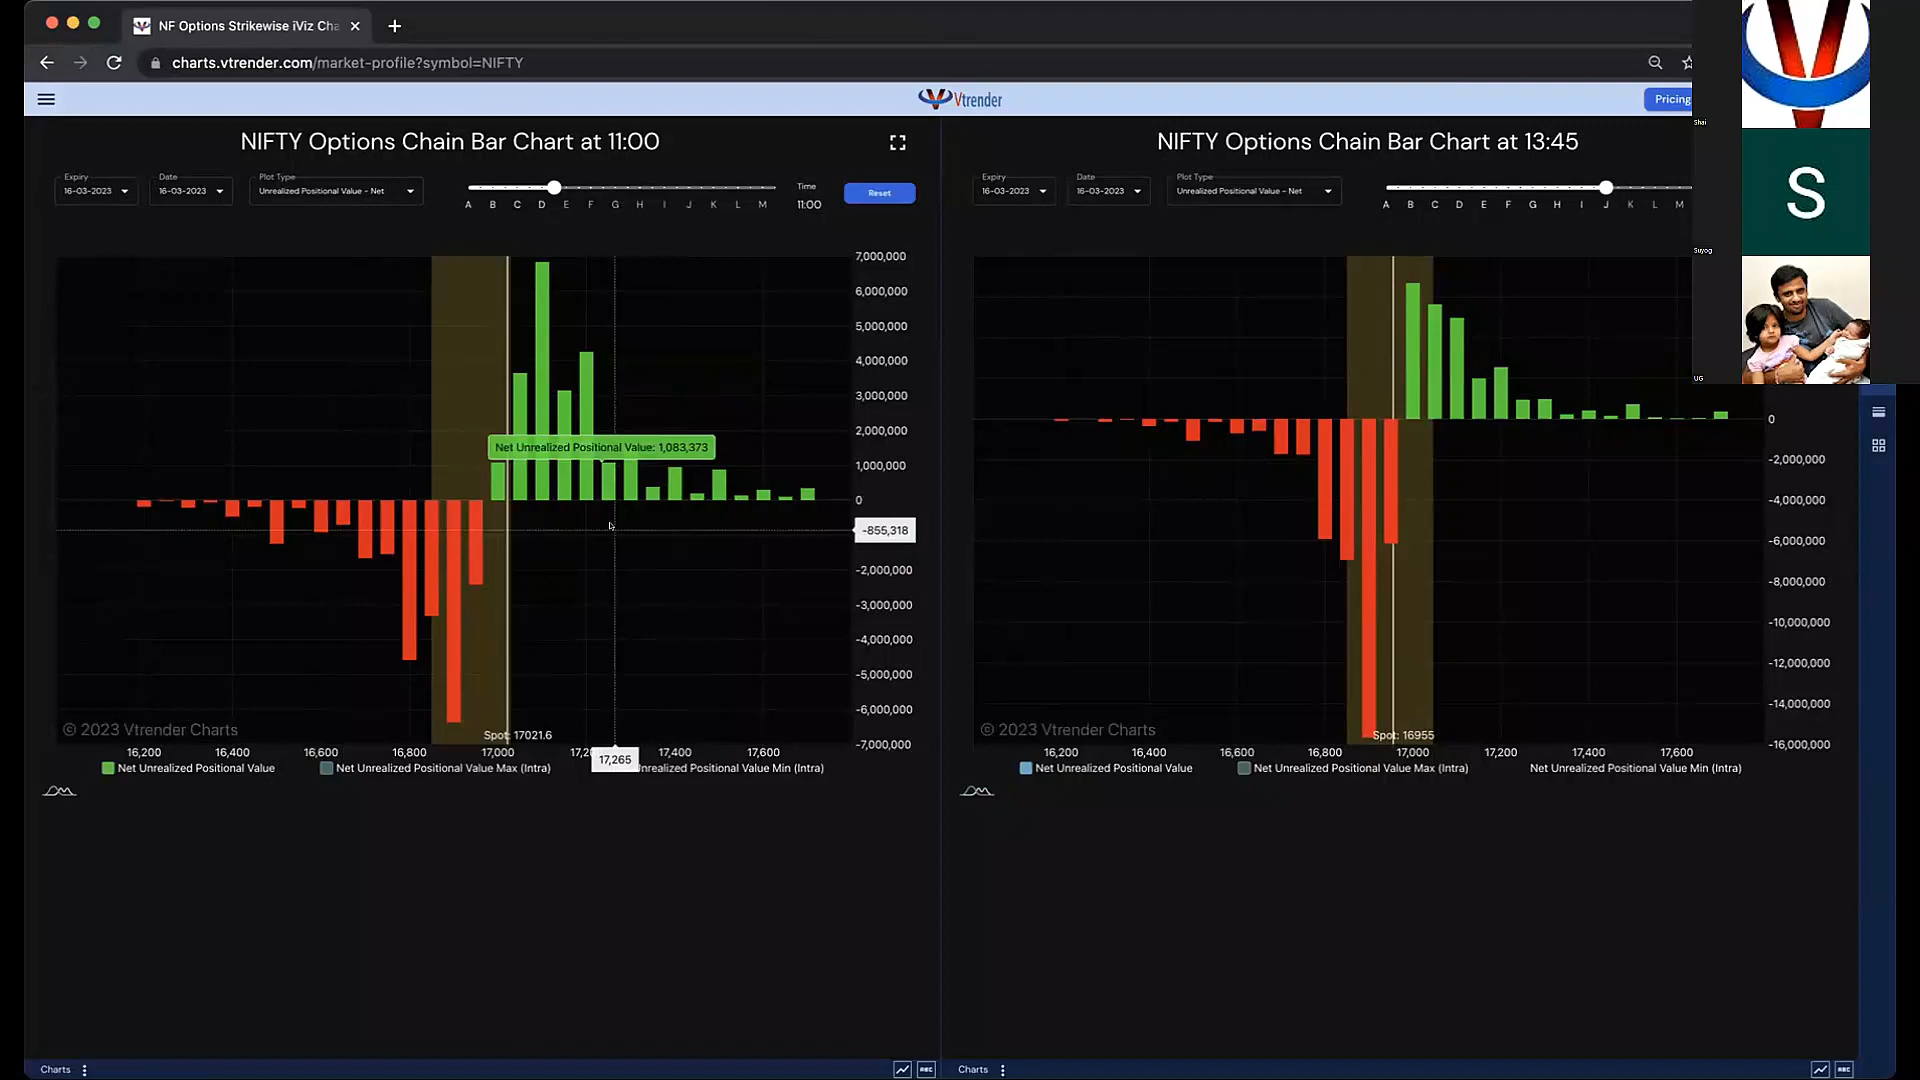 NF Options Strikewise iViz Cha
charts.vtrender.com/market-profile?symbol=NIFTY
Vtrender
Pricing
Shai
S
Suyog
UG
NIFTY Options Chain Bar Chart at 11:00
Expiry
16-03-2023
Date
16-03-2023
Plot Type
Unrealized Positional Value - Net
A B C D E F G H I J K L M
Time
11:00
Reset
7,000,000
6,000,000
5,000,000
4,000,000
3,000,000
2,000,000
1,000,000
0
-855,318
-2,000,000
-3,000,000
-4,000,000
-5,000,000
-6,000,000
-7,000,000
Net Unrealized Positional Value: 1,083,373
© 2023 Vtrender Charts
Spot: 17021.6
16,200 16,400 16,600 16,800 17,000 17,2 17,265 17,400 17,600
Net Unrealized Positional Value
Net Unrealized Positional Value Max (Intra)
Unrealized Positional Value Min (Intra)
NIFTY Options Chain Bar Chart at 13:45
Expiry
16-03-2023
Date
16-03-2023
Plot Type
Unrealized Positional Value - Net
A B C D E F G H I J K L M
0
-2,000,000
-4,000,000
-6,000,000
-8,000,000
-10,000,000
-12,000,000
-14,000,000
-16,000,000
© 2023 Vtrender Charts
Spot: 16955
16,200 16,400 16,600 16,800 17,000 17,200 17,400 17,600
Net Unrealized Positional Value
Net Unrealized Positional Value Max (Intra)
Net Unrealized Positional Value Min (Intra)
Charts
Charts